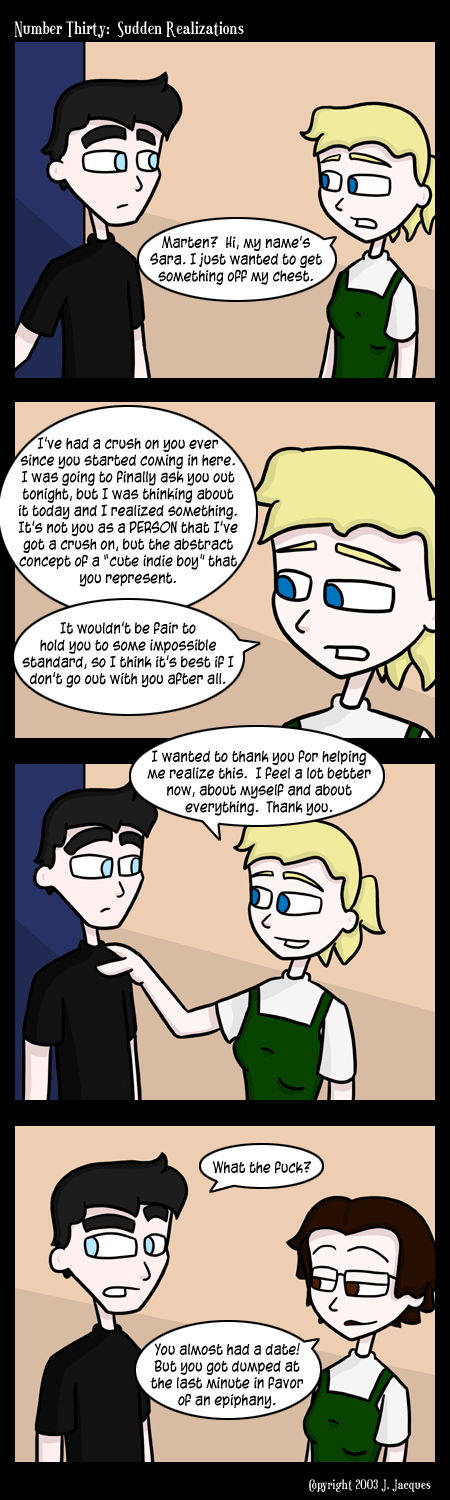 Number Thirty: Sudden Realizations
Marten? Hi, my name's
Sara. I just wanted to get
something off my chest.
I've had a crush on you ever
since you started coming in here.
I was going to finally ask you out
tonight, but I was thinking about
it today and I realized something.
It's not you as a PERSON that I've
got a crush on, but the abstract
concept of a "cute indie boy" that
you represent.
It wouldn't be fair to
hold you to some impossible
standard, so I think it's best if I
don't go out with you after all.
I wanted to thank you for helping
me realize this. I feel a lot better
now, about myself and about
everything. Thank you.
What the fuck?
You almost had a date!
But you got dumped at
the last minute in favor
of an epiphany.
Copyright 2003 J. Jacques